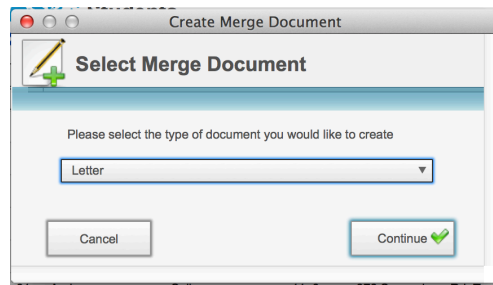 Create Merge Document
Select Merge Document
Please select the type of document you would like to create
Letter
Cancel
Continue